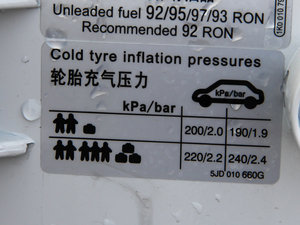 Unleaded fuel 92/95/97/93 RON
Recommended 92 RON
Cold tyre inflation pressures
轮胎充气压力
kPa/bar
kPa/bar
200/2.0 190/1.9
220/2.2 240/2.4
5JD 010 660G